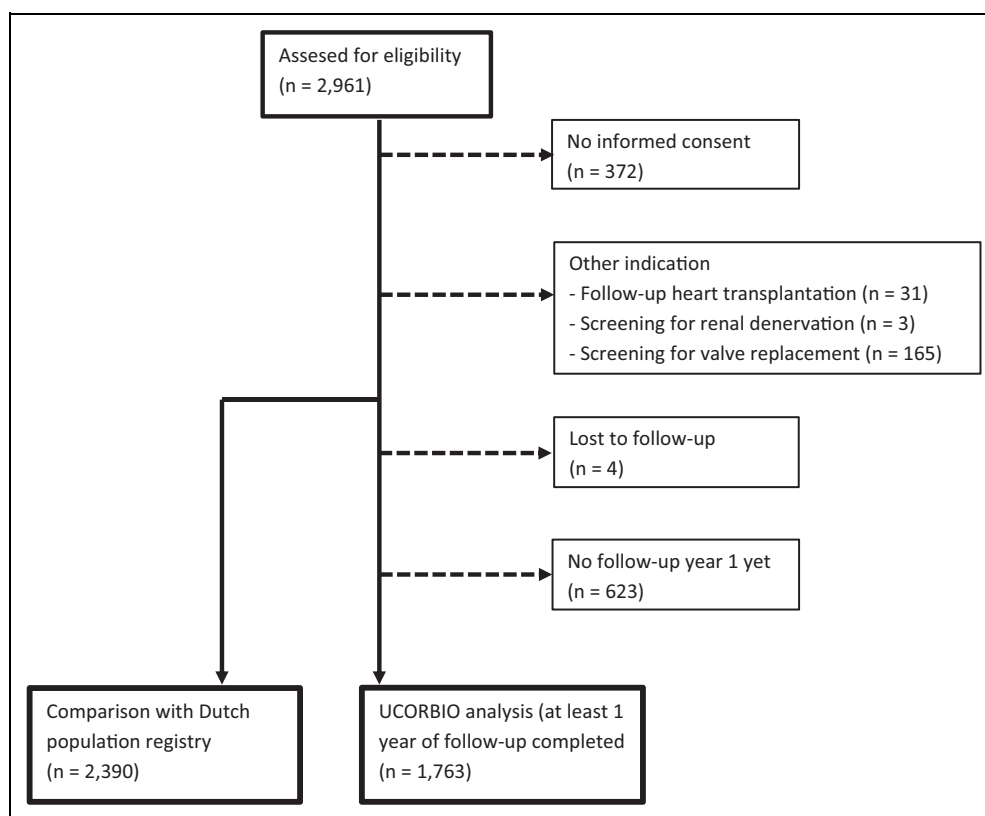 Assesed for eligibility
(n = 2,961)
No informed consent
(n = 372)
Other indication
- Follow-up heart transplantation (n = 31)
- Screening for renal denervation (n = 3)
- Screening for valve replacement (n = 165)
Lost to follow-up
(n = 4)
No follow-up year 1 yet
(n = 623)
Comparison with Dutch
population registry
(n = 2,390)
UCORBIO analysis (at least 1
year of follow-up completed
(n = 1,763)